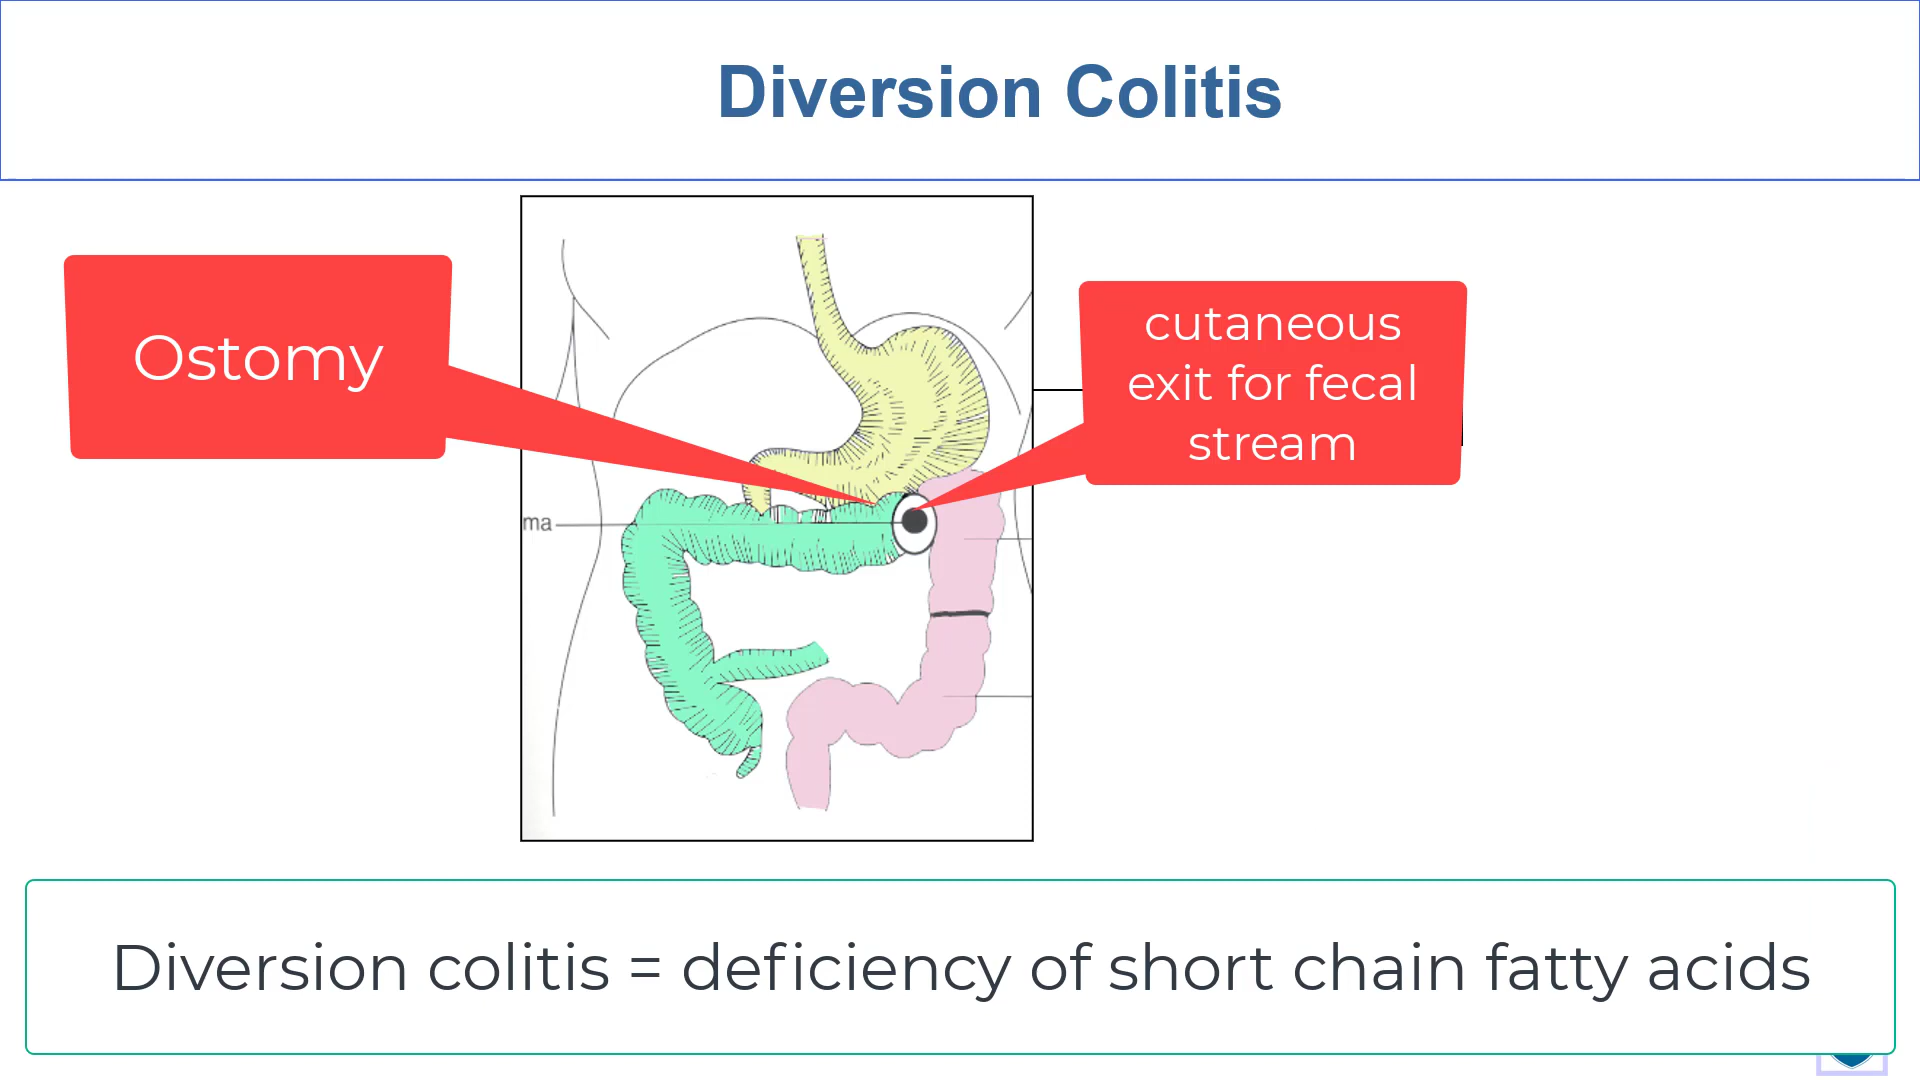 Diversion Colitis
Ostomy
cutaneous
exit for fecal
stream
ma
Diversion colitis = deficiency of short chain fatty acids